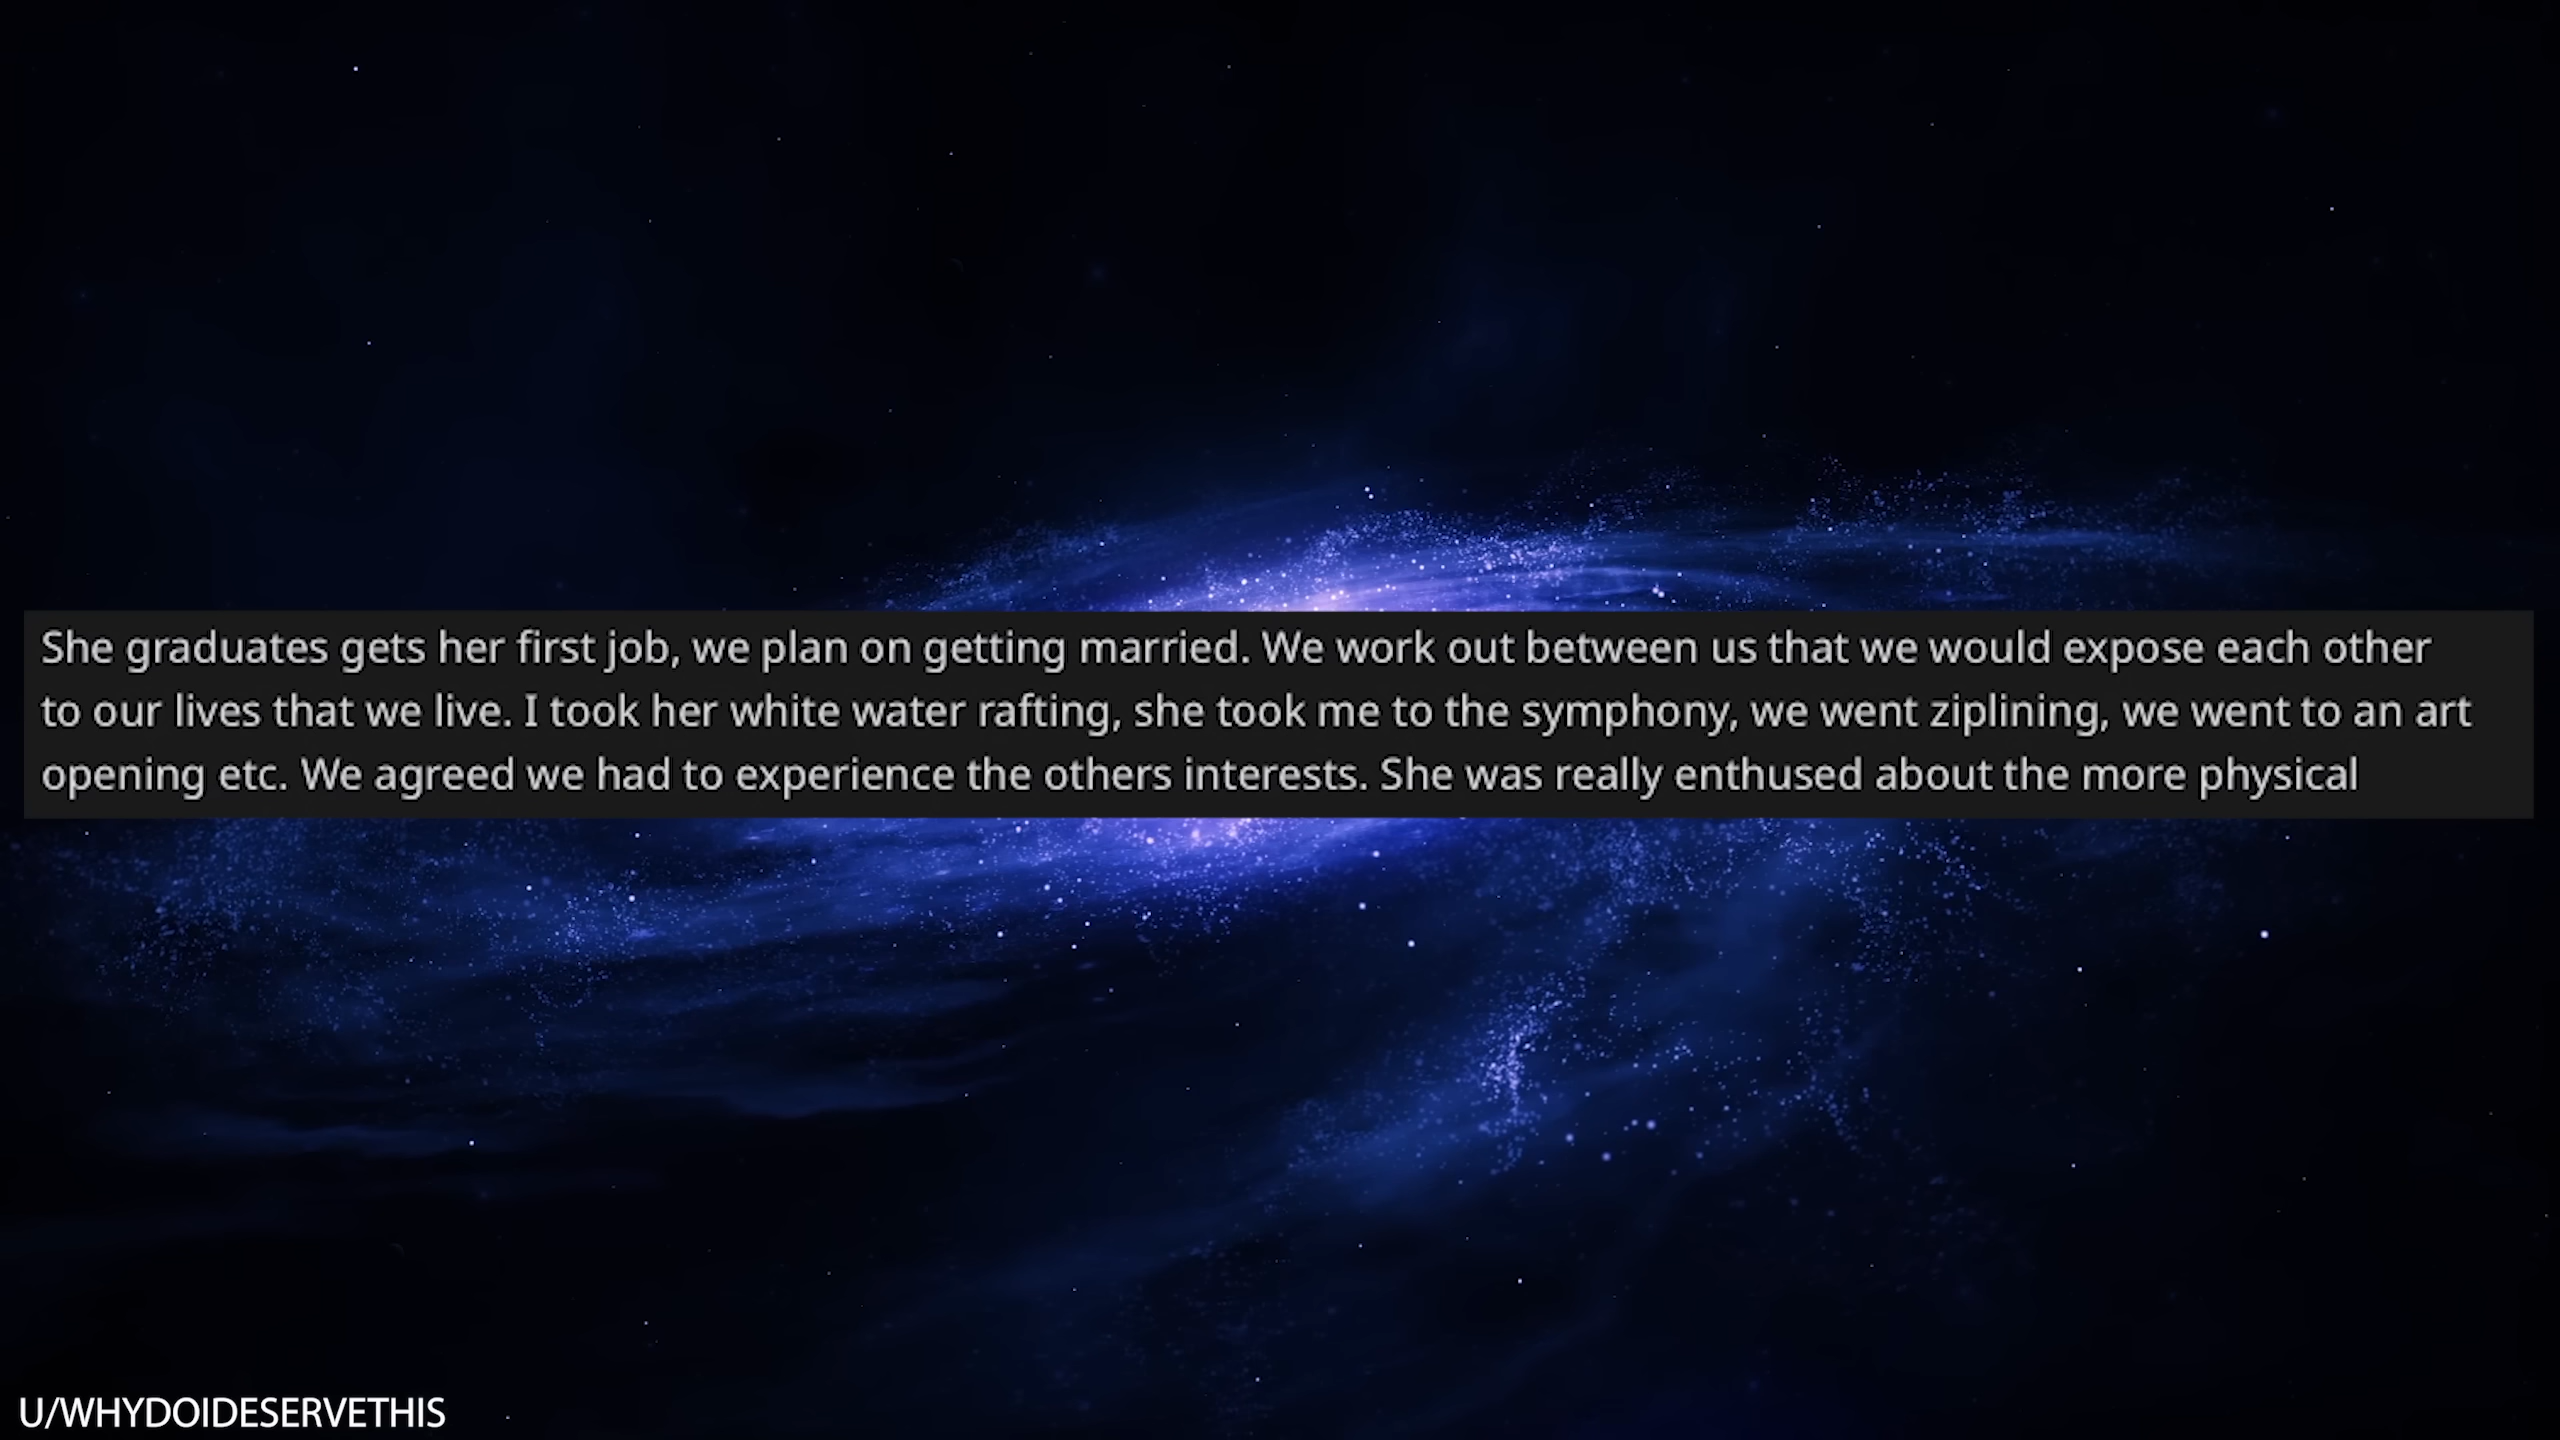 She graduates gets her first job, we plan on getting married. We work out between us that we would expose each other
to our lives that we live. I took her white water rafting, she took me to the symphony, we went ziplining, we went to an art
opening etc. We agreed we had to experience the others interests. She was really enthused about the more physical
U/WHYDOIDESERVETHIS